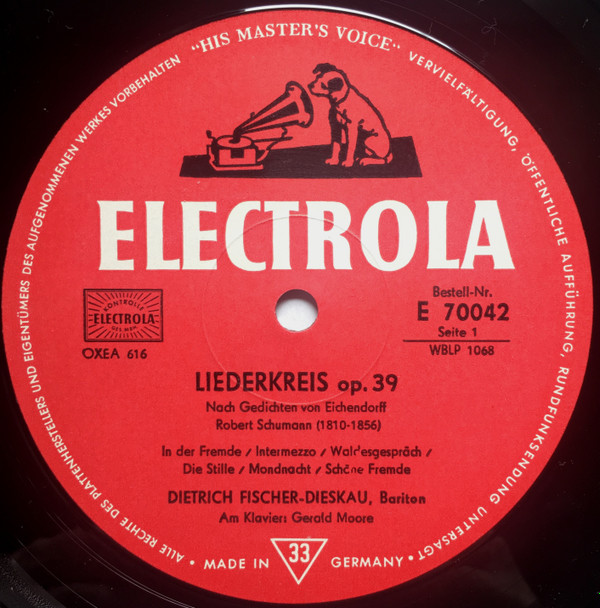 ALLE RECHTE DES PLATTENHERSTELLERS UND EIGENTÜMERS DES AUFGENOMMENEN WERKES VORBEHALTEN "HIS MASTER'S VOICE" VERVIELFÄLTIGUNG, ÖFFENTLICHE AUFFÜHRUNG, RUNDFUNKSENDUNG UNTERSAGT
ELECTROLA
KONTROLLE
ELECTROLA
OXEA 616
Bestell-Nr.
E 70042
Seite 1
WBLP 1068
LIEDERKREIS op. 39
Nach Gedichten von Eichendorff
Robert Schumann (1810-1856)
In der Fremde / Intermezzo / Waldesgespräch /
Die Stille / Mondnacht / Schöne Fremde
DIETRICH FISCHER-DIESKAU, Bariton
Am Klavier: Gerald Moore
• MADE IN 33 GERMANY •